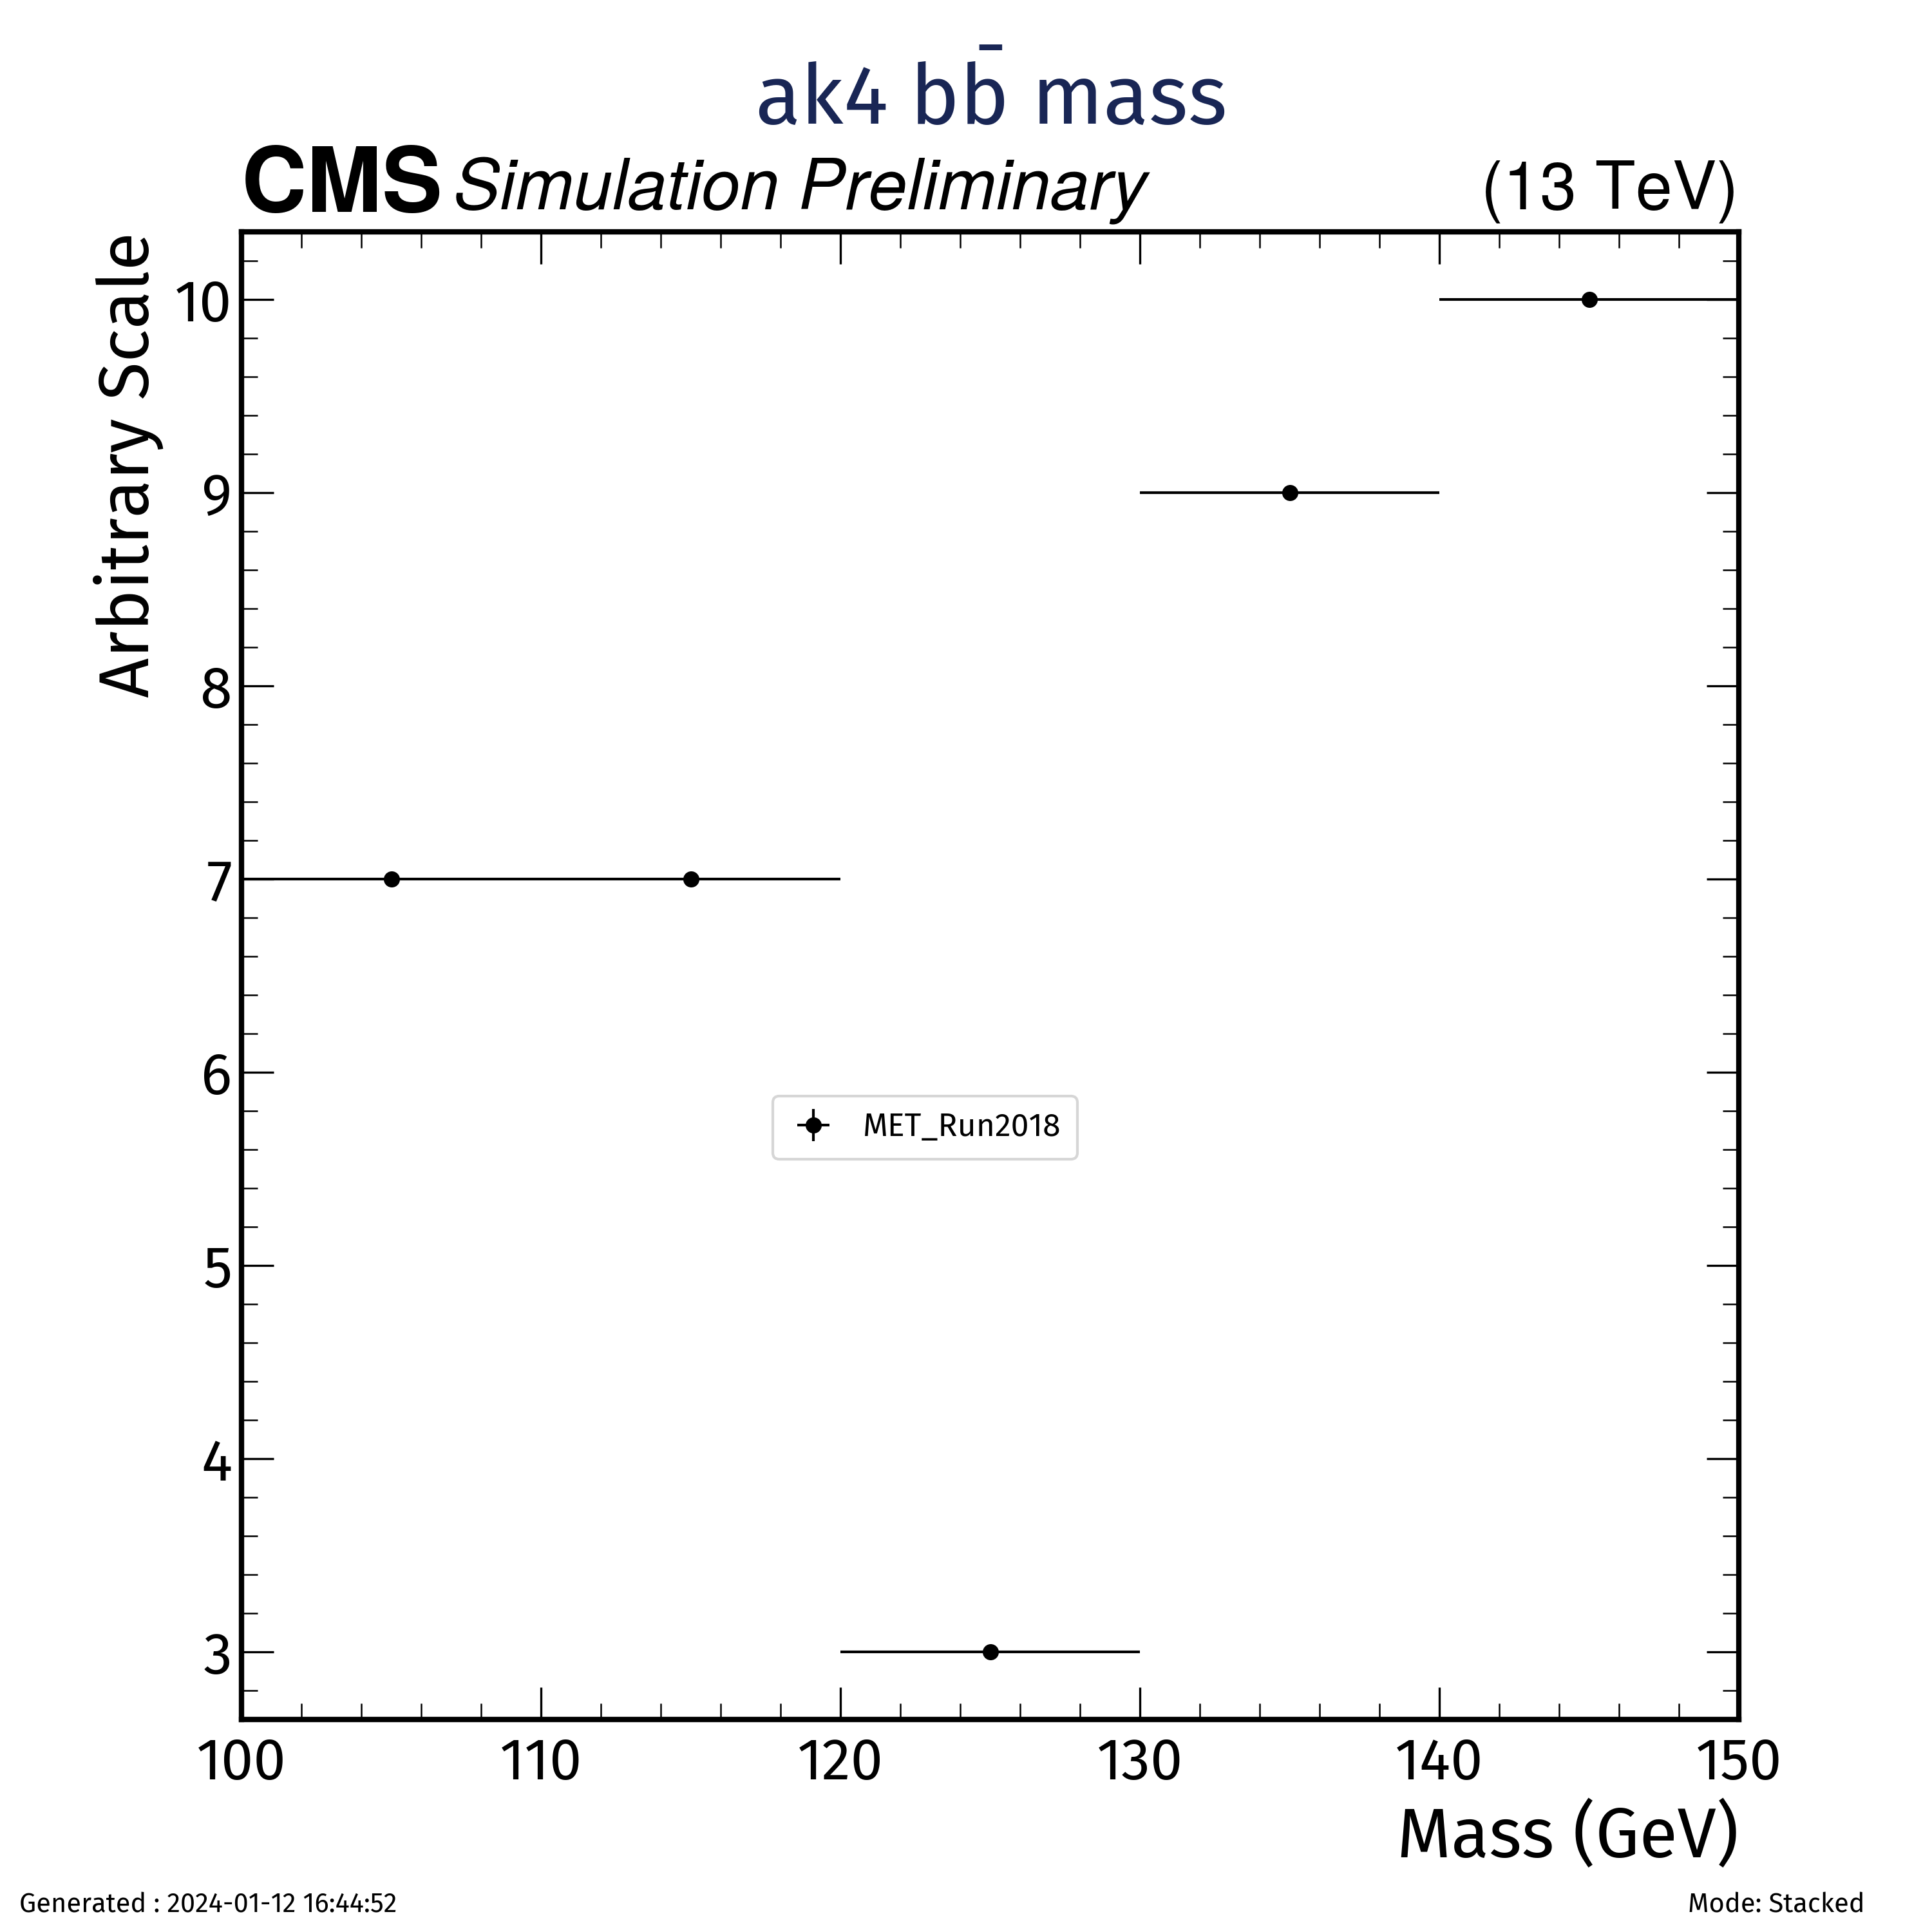 ak4 bb̄ mass
CMS Simulation Preliminary (13 TeV)
Arbitrary Scale
10
9
8
7
6
5
4
3
MET_Run2018
100 110 120 130 140 150
Mass (GeV)
Generated : 2024-01-12 16:44:52 Mode: Stacked